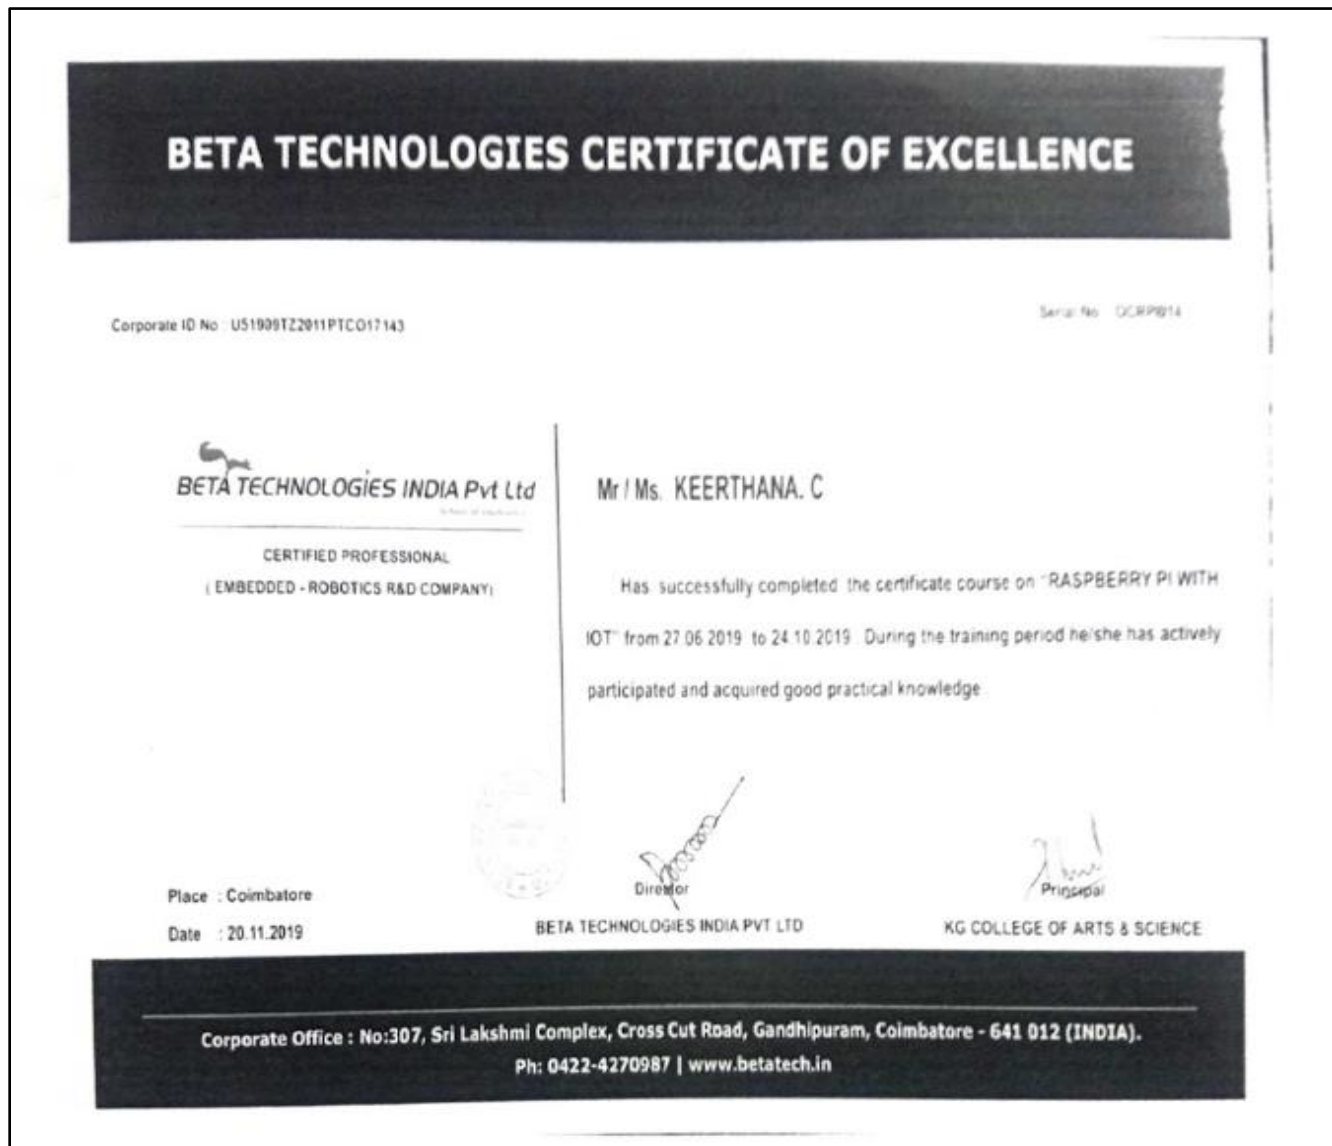 BETA TECHNOLOGIES CERTIFICATE OF EXCELLENCE
Corporate ID No : U51909TZ2011PTCO17143
Serial No
BETA TECHNOLOGIES INDIA Pvt Ltd
CERTIFIED PROFESSIONAL
( EMBEDDED - ROBOTICS R&D COMPANY)
Mr / Ms. KEERTHANA. C
Has successfully completed the certificate course on "RASPBERRY PI WITH
IOT" from 27.06.2019 to 24.10.2019. During the training period he/she has actively
participated and acquired good practical knowledge
Place : Coimbatore
Date : 20.11.2019
Director
BETA TECHNOLOGIES INDIA PVT LTD
Principal
KG COLLEGE OF ARTS & SCIENCE
Corporate Office : No:307, Sri Lakshmi Complex, Cross Cut Road, Gandhipuram, Coimbatore - 641 012 (INDIA).
Ph: 0422-4270987 | www.betatech.in